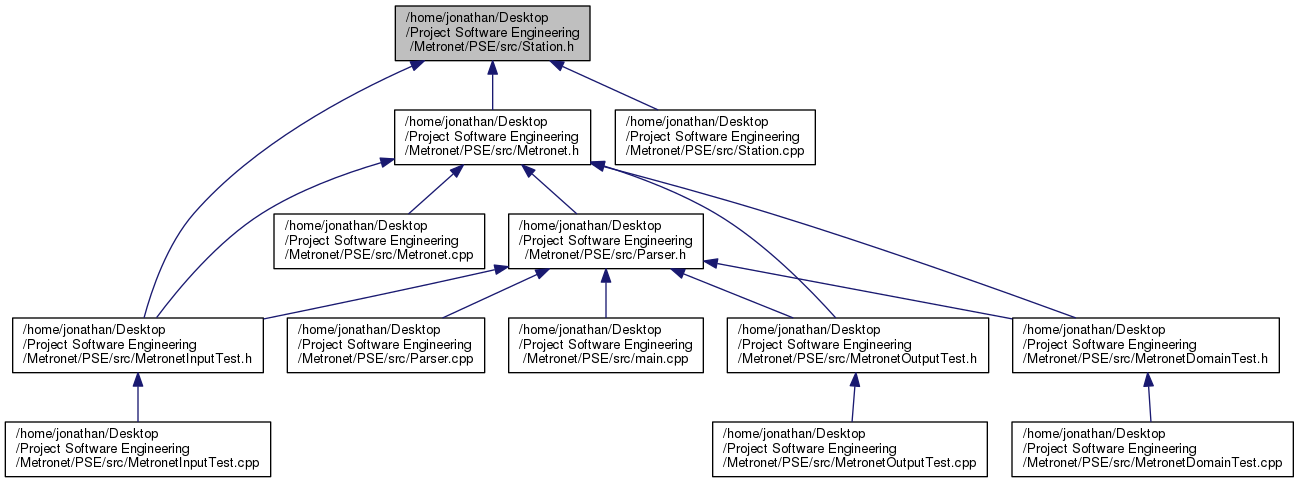 /home/jonathan/Desktop
/Project Software Engineering
/Metronet/PSE/src/Station.h
/home/jonathan/Desktop
/Project Software Engineering
/Metronet/PSE/src/Metronet.h
/home/jonathan/Desktop
/Project Software Engineering
/Metronet/PSE/src/Station.cpp
/home/jonathan/Desktop
/Project Software Engineering
/Metronet/PSE/src/Metronet.cpp
/home/jonathan/Desktop
/Project Software Engineering
/Metronet/PSE/src/Parser.h
/home/jonathan/Desktop
/Project Software Engineering
/Metronet/PSE/src/MetronetInputTest.h
/home/jonathan/Desktop
/Project Software Engineering
/Metronet/PSE/src/Parser.cpp
/home/jonathan/Desktop
/Project Software Engineering
/Metronet/PSE/src/main.cpp
/home/jonathan/Desktop
/Project Software Engineering
/Metronet/PSE/src/MetronetOutputTest.h
/home/jonathan/Desktop
/Project Software Engineering
/Metronet/PSE/src/MetronetDomainTest.h
/home/jonathan/Desktop
/Project Software Engineering
/Metronet/PSE/src/MetronetInputTest.cpp
/home/jonathan/Desktop
/Project Software Engineering
/Metronet/PSE/src/MetronetOutputTest.cpp
/home/jonathan/Desktop
/Project Software Engineering
/Metronet/PSE/src/MetronetDomainTest.cpp